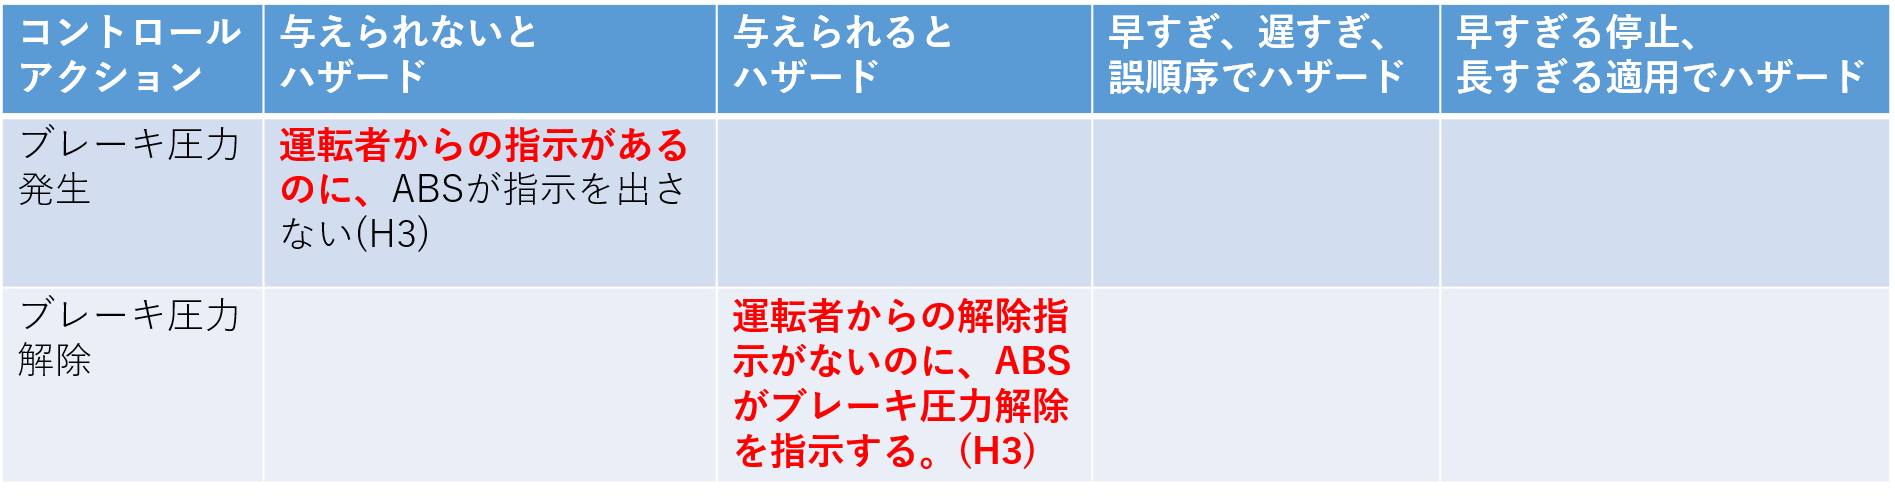 コントロール
アクション
与えられないと
ハザード
与えられると
ハザード
早すぎ、遅すぎ、
誤順序でハザード
早すぎる停止、
長すぎる適用でハザード
ブレーキ圧力
発生
運転者からの指示がある
のに、ABSが指示を出さ
ない(H3)
ブレーキ圧力
解除
運転者からの解除指
示がないのに、ABS
がブレーキ圧力解除
を指示する。(H3)